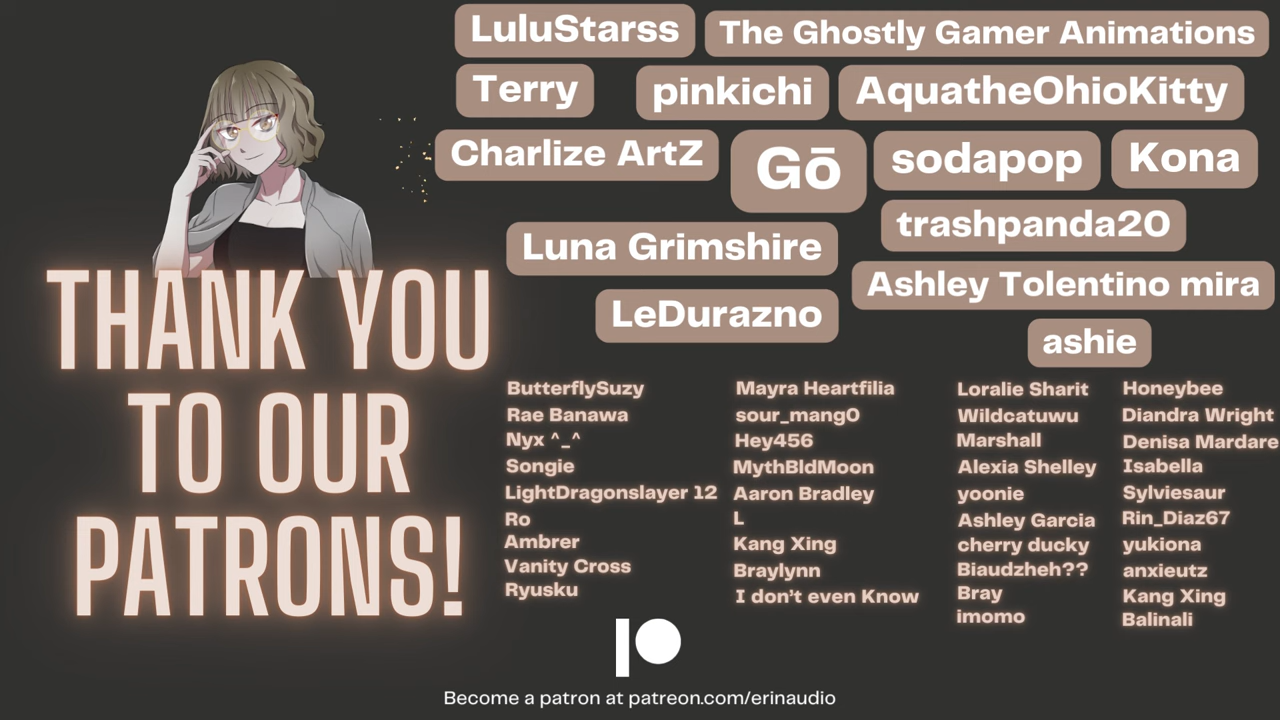 LuluStarss
The Ghostly Gamer Animations
Terry
pinkichi
AquatheOhioKitty
Charlize ArtZ
Gō
sodapop
Kona
trashpanda20
Luna Grimshire
Ashley Tolentino mira
LeDurazno
ashie
THANK YOU
TO OUR
PATRONS!
ButterflySuzy
Rae Banawa
Nyx ^_^
Songie
LightDragonslayer 12
Ro
Ambrer
Vanity Cross
Ryusku
Mayra Heartfilia
sour_mang0
Hey456
MythBldMoon
Aaron Bradley
L
Kang Xing
Braylynn
I don't even Know
Loralie Sharit
Wildcatuwu
Marshall
Alexia Shelley
yoonie
Ashley Garcia
cherry ducky
Biaudzheh??
Bray
imomo
Honeybee
Diandra Wright
Denisa Mardare
Isabella
Sylviesaur
Rin_Diaz67
yukiona
anxieutz
Kang Xing
Balinali
Become a patron at patreon.com/erinaudio